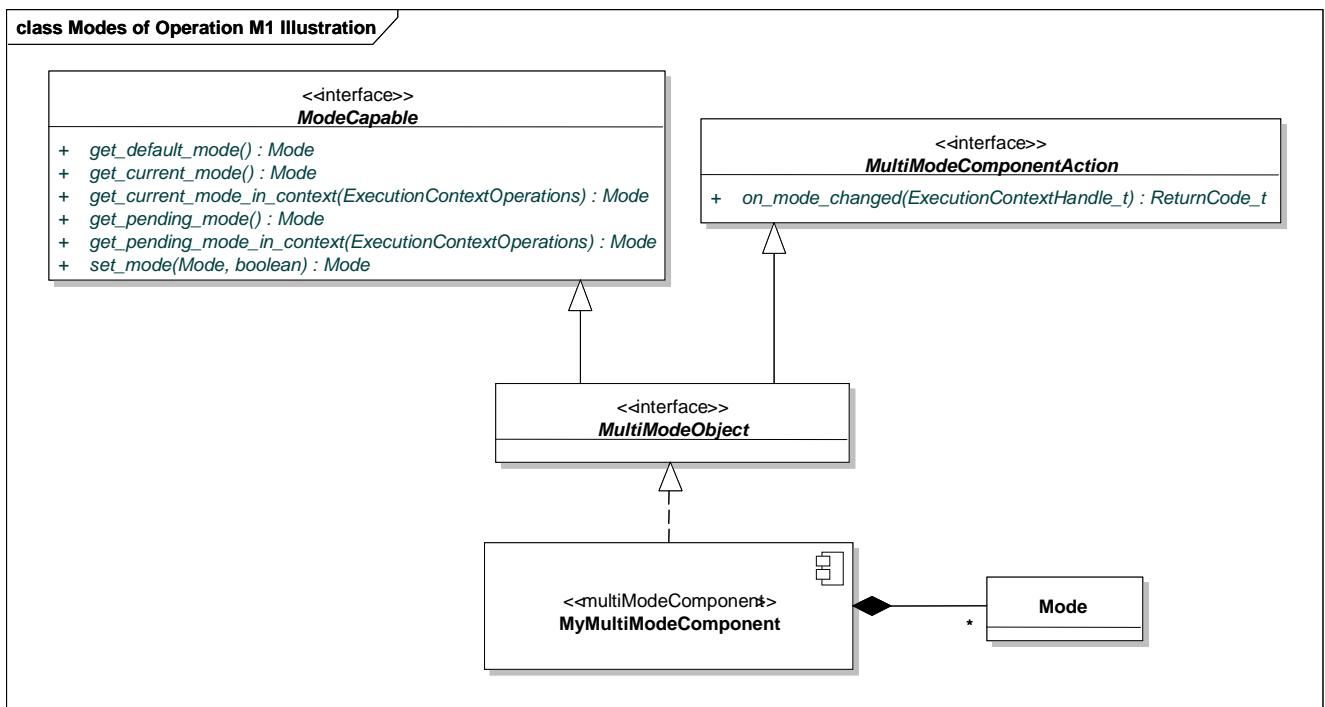 class Modes of Operation M1 Illustration
<<interface>>
ModeCapable
+ get_default_mode() : Mode
+ get_current_mode() : Mode
+ get_current_mode_in_context(ExecutionContextOperations) : Mode
+ get_pending_mode() : Mode
+ get_pending_mode_in_context(ExecutionContextOperations) : Mode
+ set_mode(Mode, boolean) : Mode
<<interface>>
MultiModeComponentAction
+ on_mode_changed(ExecutionContextHandle_t) : ReturnCode_t
<<interface>>
MultiModeObject
<<multiModeComponent>>
MyMultiModeComponent
*
Mode